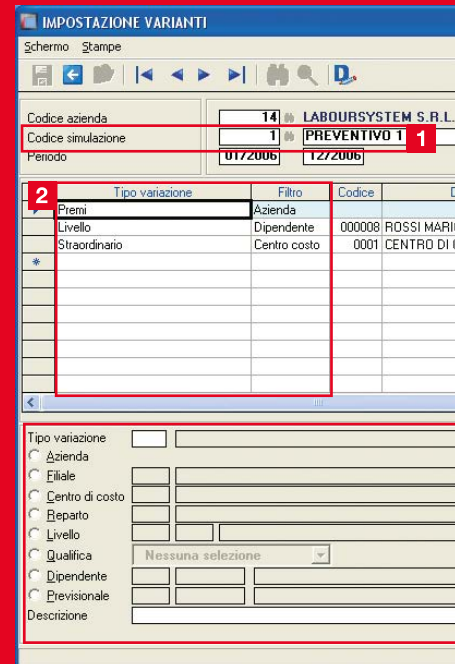 IMPOSTAZIONE VARIANTI
Schermo Stampe
Codice azienda 14 LABOURSYSTEM S.R.L.
Codice simulazione 1 PREVENTIVO 1 1
Periodo 01/2006 12/2006
2 Tipo variazione Filtro Codice D
Premi Azienda
Livello Dipendente 000008 ROSSI MARIO
Straordinario Centro costo 0001 CENTRO DI
Tipo variazione
Azienda
Filiale
Centro di costo
Reparto
Livello
Qualifica Nessuna selezione
Dipendente
Previsionale
Descrizione